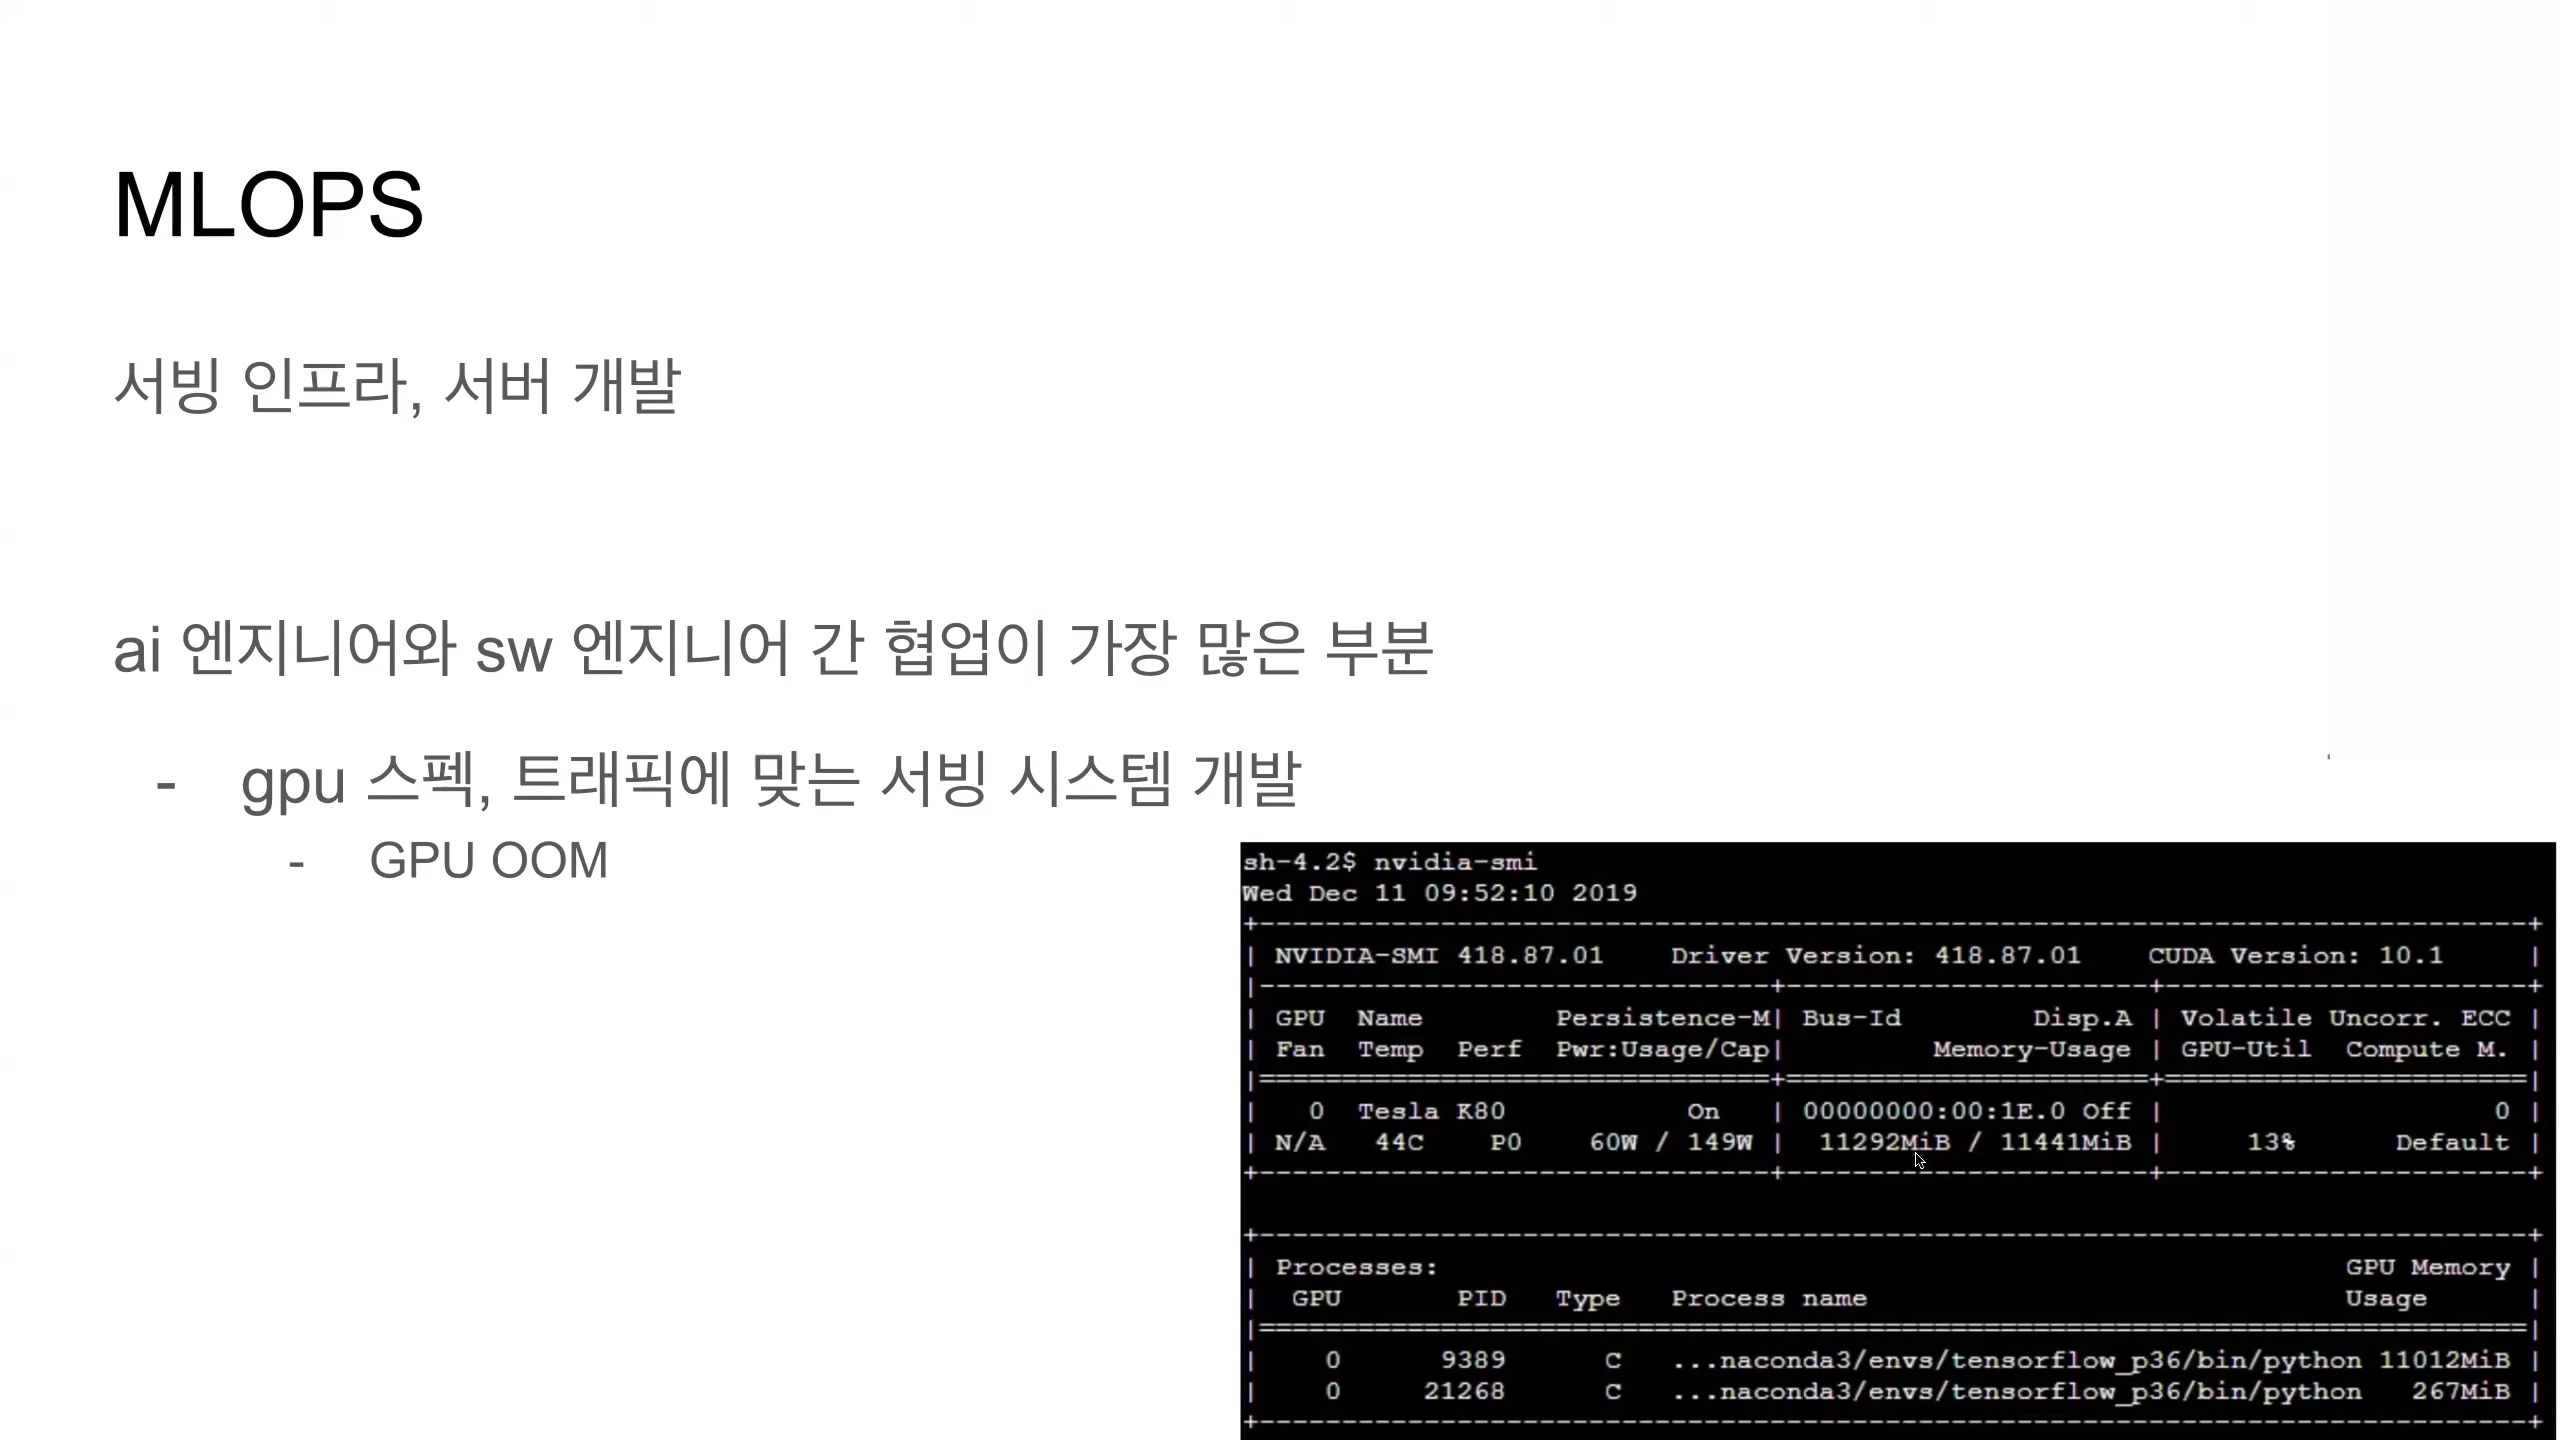 MLOPS
서빙 인프라, 서버 개발
ai 엔지니어와 sw 엔지니어 간 협업이 가장 많은 부분
- gpu 스펙, 트래픽에 맞는 서빙 시스템 개발
- GPU OOM
sh-4.2$ nvidia-smi
Wed Dec 11 09:52:10 2019
+-----------------------------------------------------------------------------+
| NVIDIA-SMI 418.87.01    Driver Version: 418.87.01    CUDA Version: 10.1     |
|-------------------------------+----------------------+----------------------+
| GPU  Name        Persistence-M| Bus-Id        Disp.A | Volatile Uncorr. ECC |
| Fan  Temp  Perf  Pwr:Usage/Cap|         Memory-Usage | GPU-Util  Compute M. |
|===============================+======================+======================|
|   0  Tesla K80           On   | 00000000:00:1E.0 Off |                    0 |
| N/A   44C    P0    60W / 149W |  11292MiB / 11441MiB |     13%      Default |
+-------------------------------+----------------------+----------------------+
+-----------------------------------------------------------------------------+
| Processes:                                                       GPU Memory |
|  GPU       PID   Type   Process name                             Usage      |
|=============================================================================|
|    0      9389      C   ...naconda3/envs/tensorflow_p36/bin/python 11012MiB |
|    0     21268      C   ...naconda3/envs/tensorflow_p36/bin/python   267MiB |
+-----------------------------------------------------------------------------+